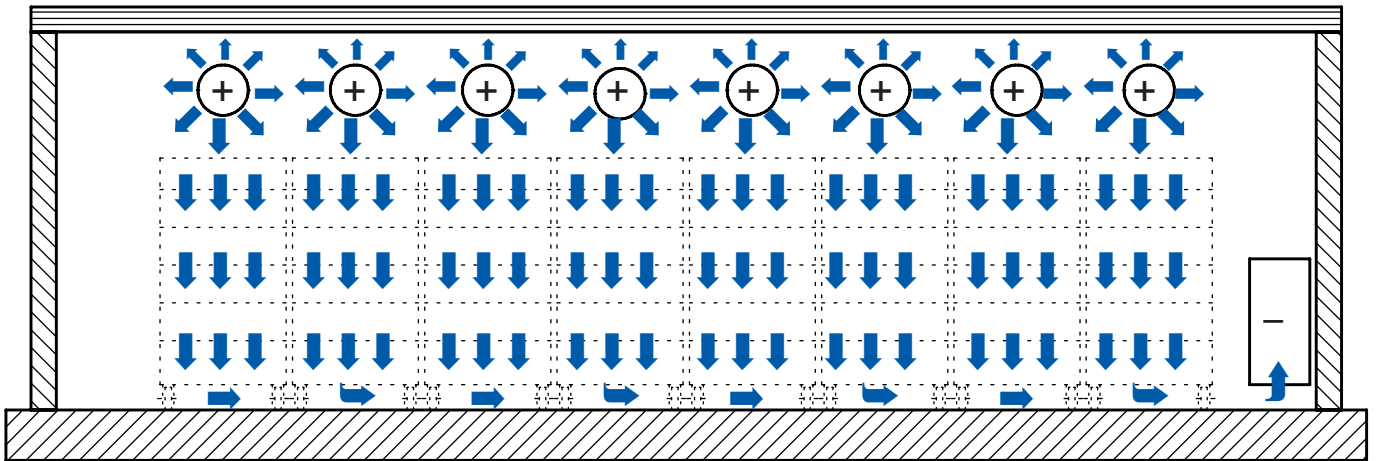 + + + + + + + +
−